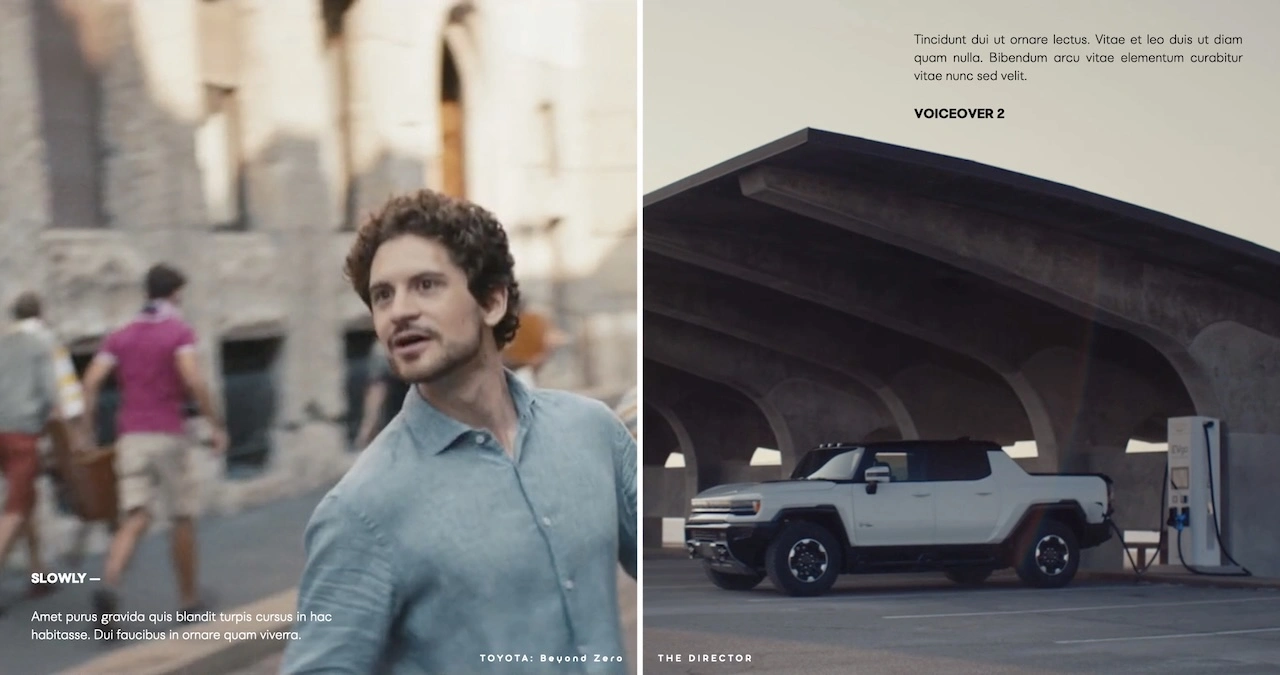 SLOWLY —
Amet purus gravida quis blandit turpis cursus in hac
habitasse. Dui faucibus in ornare quam viverra.
TOYOTA: Beyond Zero
Tincidunt dui ut ornare lectus. Vitae et leo duis ut diam
quam nulla. Bibendum arcu vitae elementum curabitur
vitae nunc sed velit.
VOICEOVER 2
EVgo
THE DIRECTOR